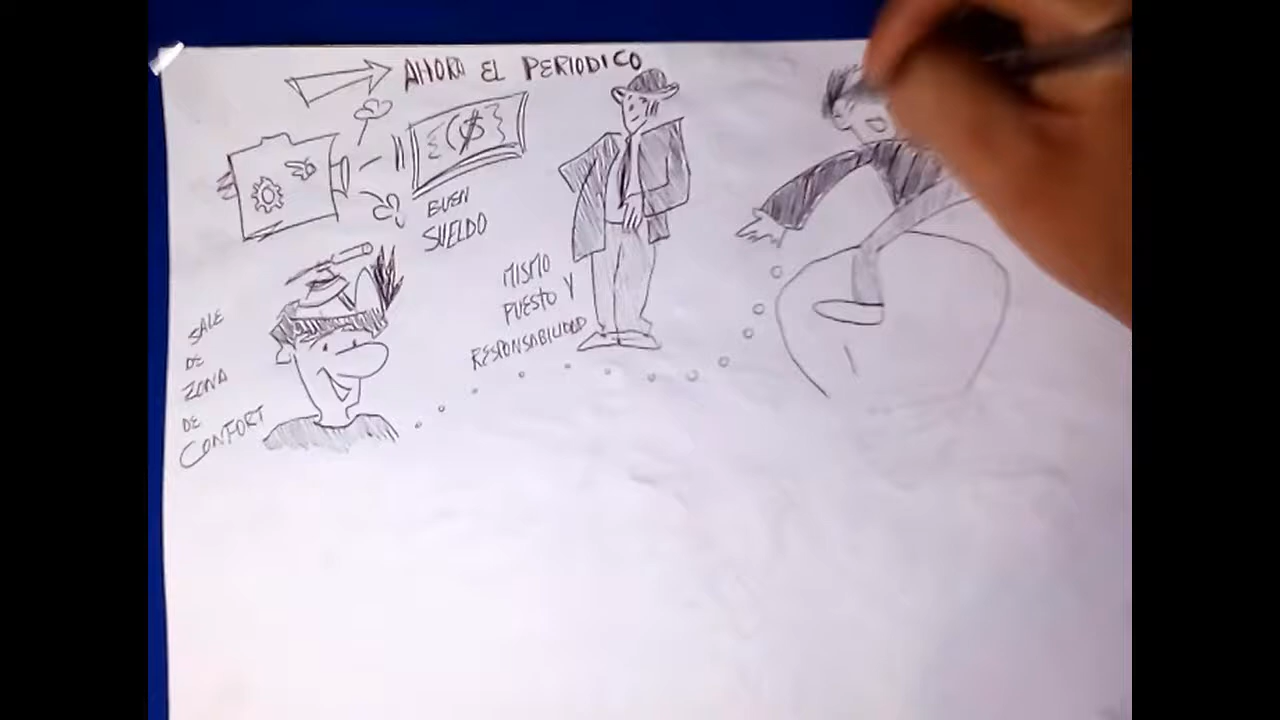 AHORA EL PERIODICO
$
BUEN
SUELDO
MISMO
PUESTO Y
RESPONSABILIDAD
SALE
DE
ZONA
DE
CONFORT